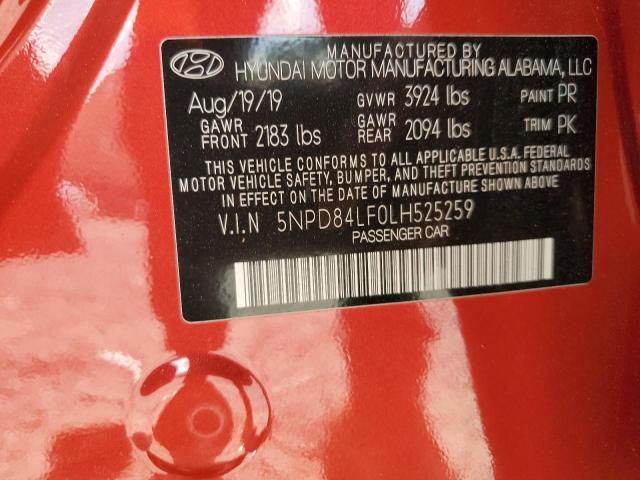 MANUFACTURED BY
HYUNDAI MOTOR MANUFACTURING ALABAMA, LLC
Aug/19/19 GVWR 3924 lbs PAINT PR
GAWR FRONT 2183 lbs GAWR REAR 2094 lbs TRIM PK
THIS VEHICLE CONFORMS TO ALL APPLICABLE U.S.A. FEDERAL
MOTOR VEHICLE SAFETY, BUMPER, AND THEFT PREVENTION STANDARDS
IN EFFECT ON THE DATE OF MANUFACTURE SHOWN ABOVE
V.I.N 5NPD84LF0LH525259
PASSENGER CAR